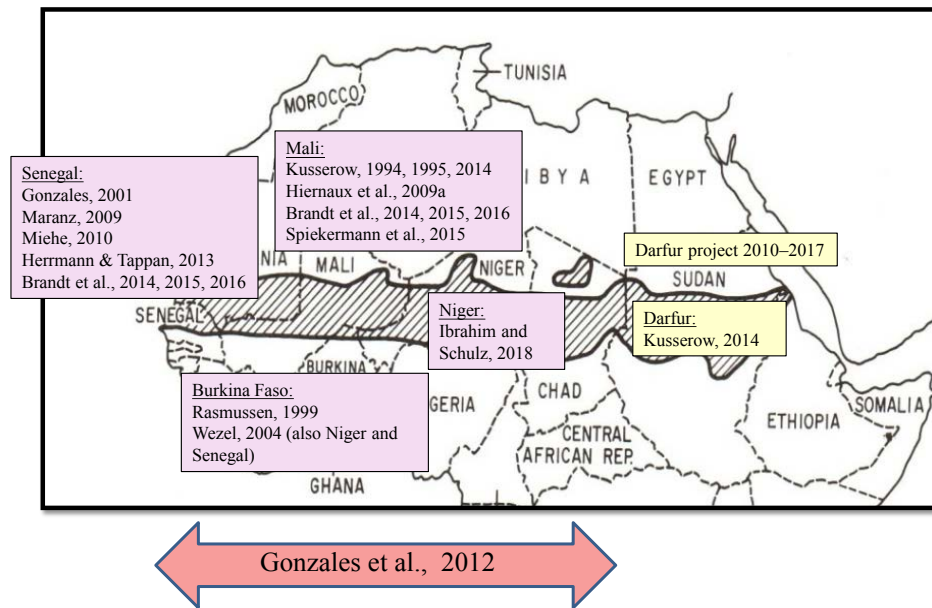 TUNISIA
MOROCCO
Mali:
Kusserow, 1994, 1995, 2014
Hiernaux et al., 2009a
Brandt et al., 2014, 2015, 2016
Spiekermann et al., 2015
IBYA
EGYPT
Senegal:
Gonzales, 2001
Maranz, 2009
Miehe, 2010
Herrmann & Tappan, 2013
Brandt et al., 2014, 2015, 2016
NIA
MALI
NIGER
Darfur project 2010–2017
SUDAN
SENEGAL
Niger:
Ibrahim and
Schulz, 2018
Darfur:
Kusserow, 2014
BURKINA
Burkina Faso:
Rasmussen, 1999
Wezel, 2004 (also Niger and
Senegal)
GERIA
CHAD
CENTRAL
AFRICAN REP.
ETHIOPIA
SOMALIA
GHANA
Gonzales et al., 2012